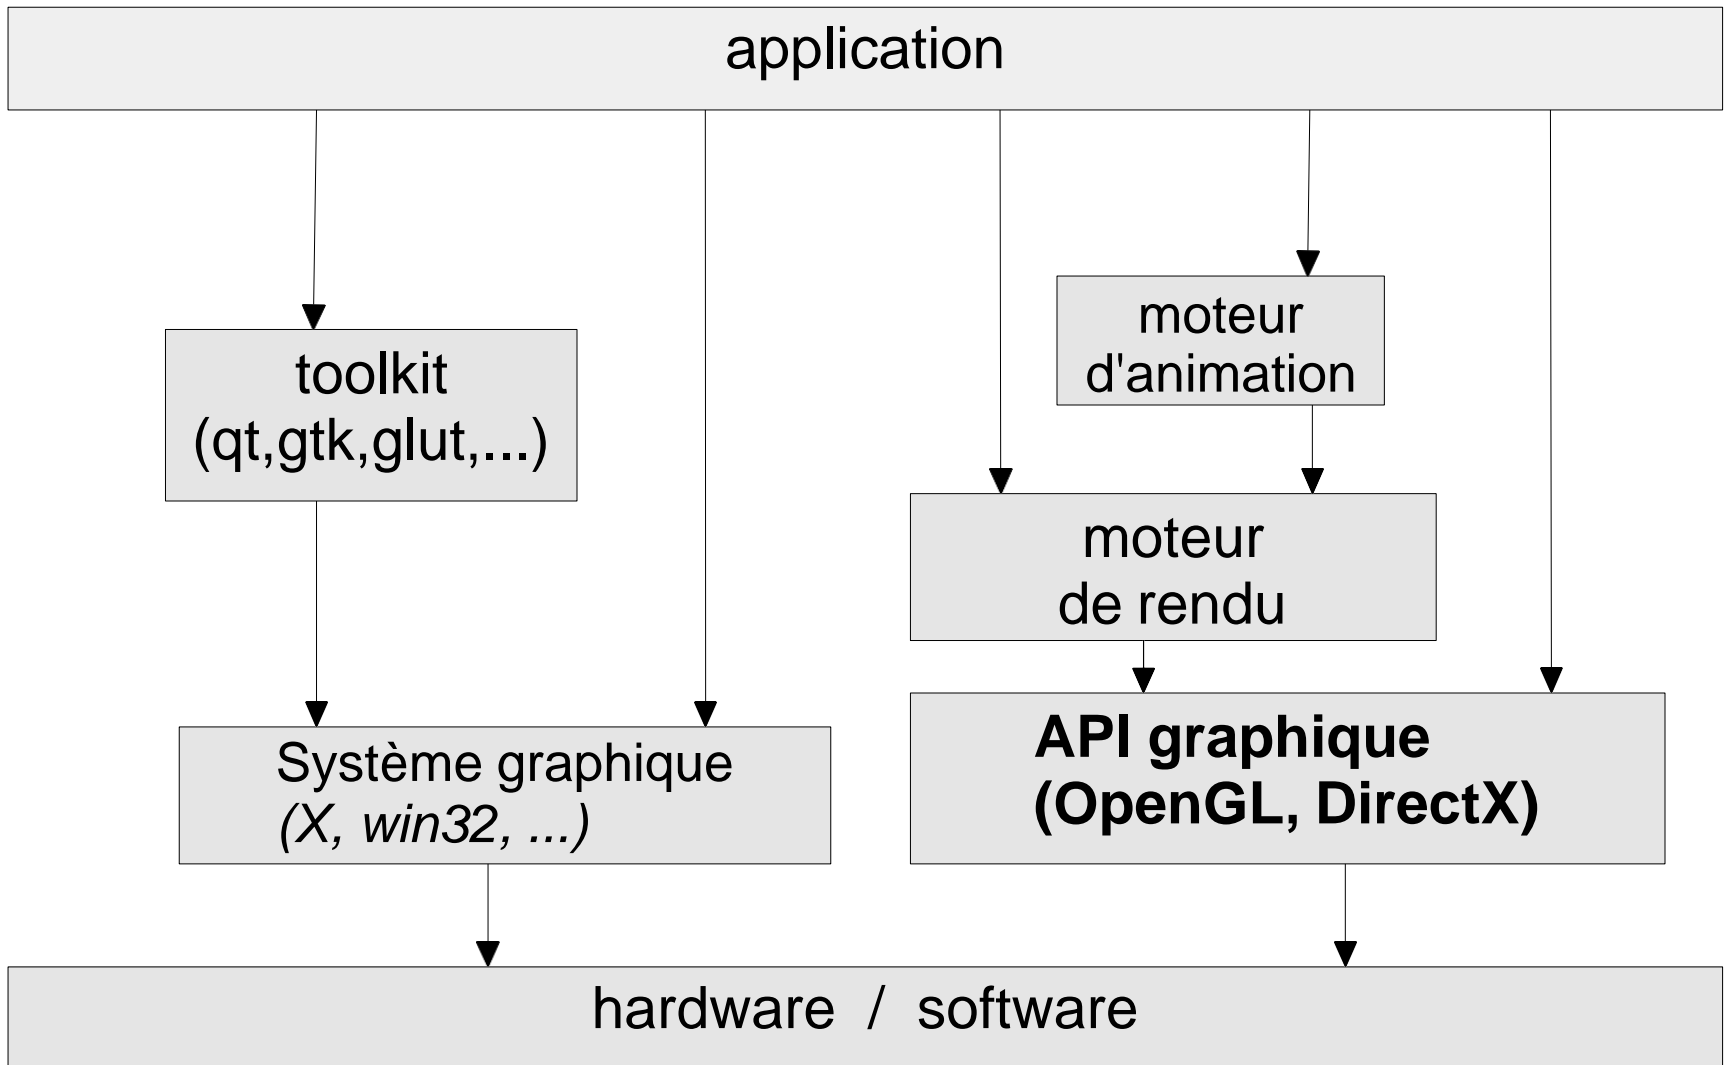 application
toolkit
(qt,gtk,glut,...)
moteur
d'animation
moteur
de rendu
Système graphique
(X, win32, ...)
API graphique
(OpenGL, DirectX)
hardware / software